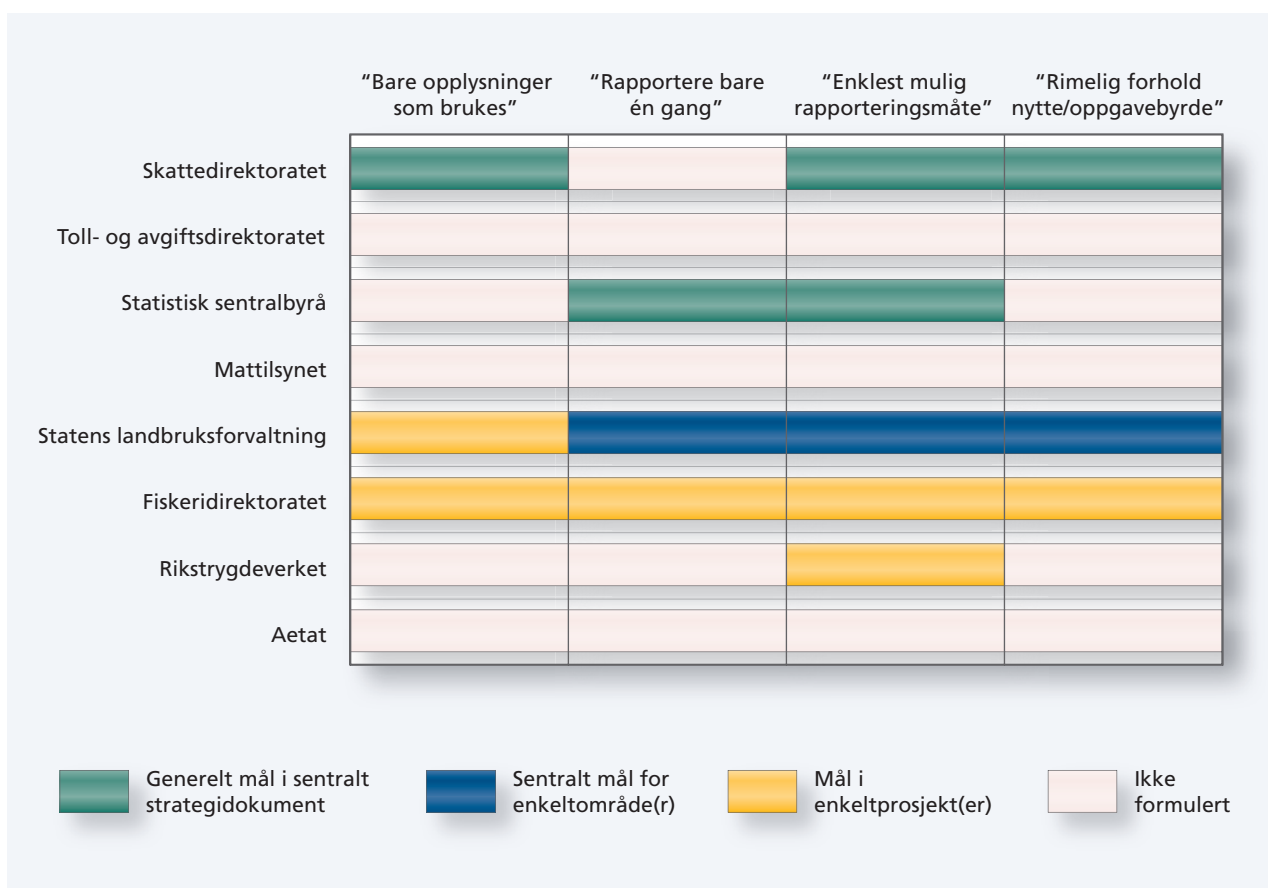 “Bare opplysninger
som brukes”
“Rapportere bare
én gang”
“Enklest mulig
rapporteringsmåte”
“Rimelig forhold
nytte/oppgavebyrde”
Skattedirektoratet
Toll- og avgiftsdirektoratet
Statistisk sentralbyrå
Mattilsynet
Statens landbruksforvaltning
Fiskeridirektoratet
Rikstrygdeverket
Aetat
Generelt mål i sentralt
strategidokument
Sentralt mål for
enkeltområde(r)
Mål i
enkeltprosjekt(er)
Ikke
formulert